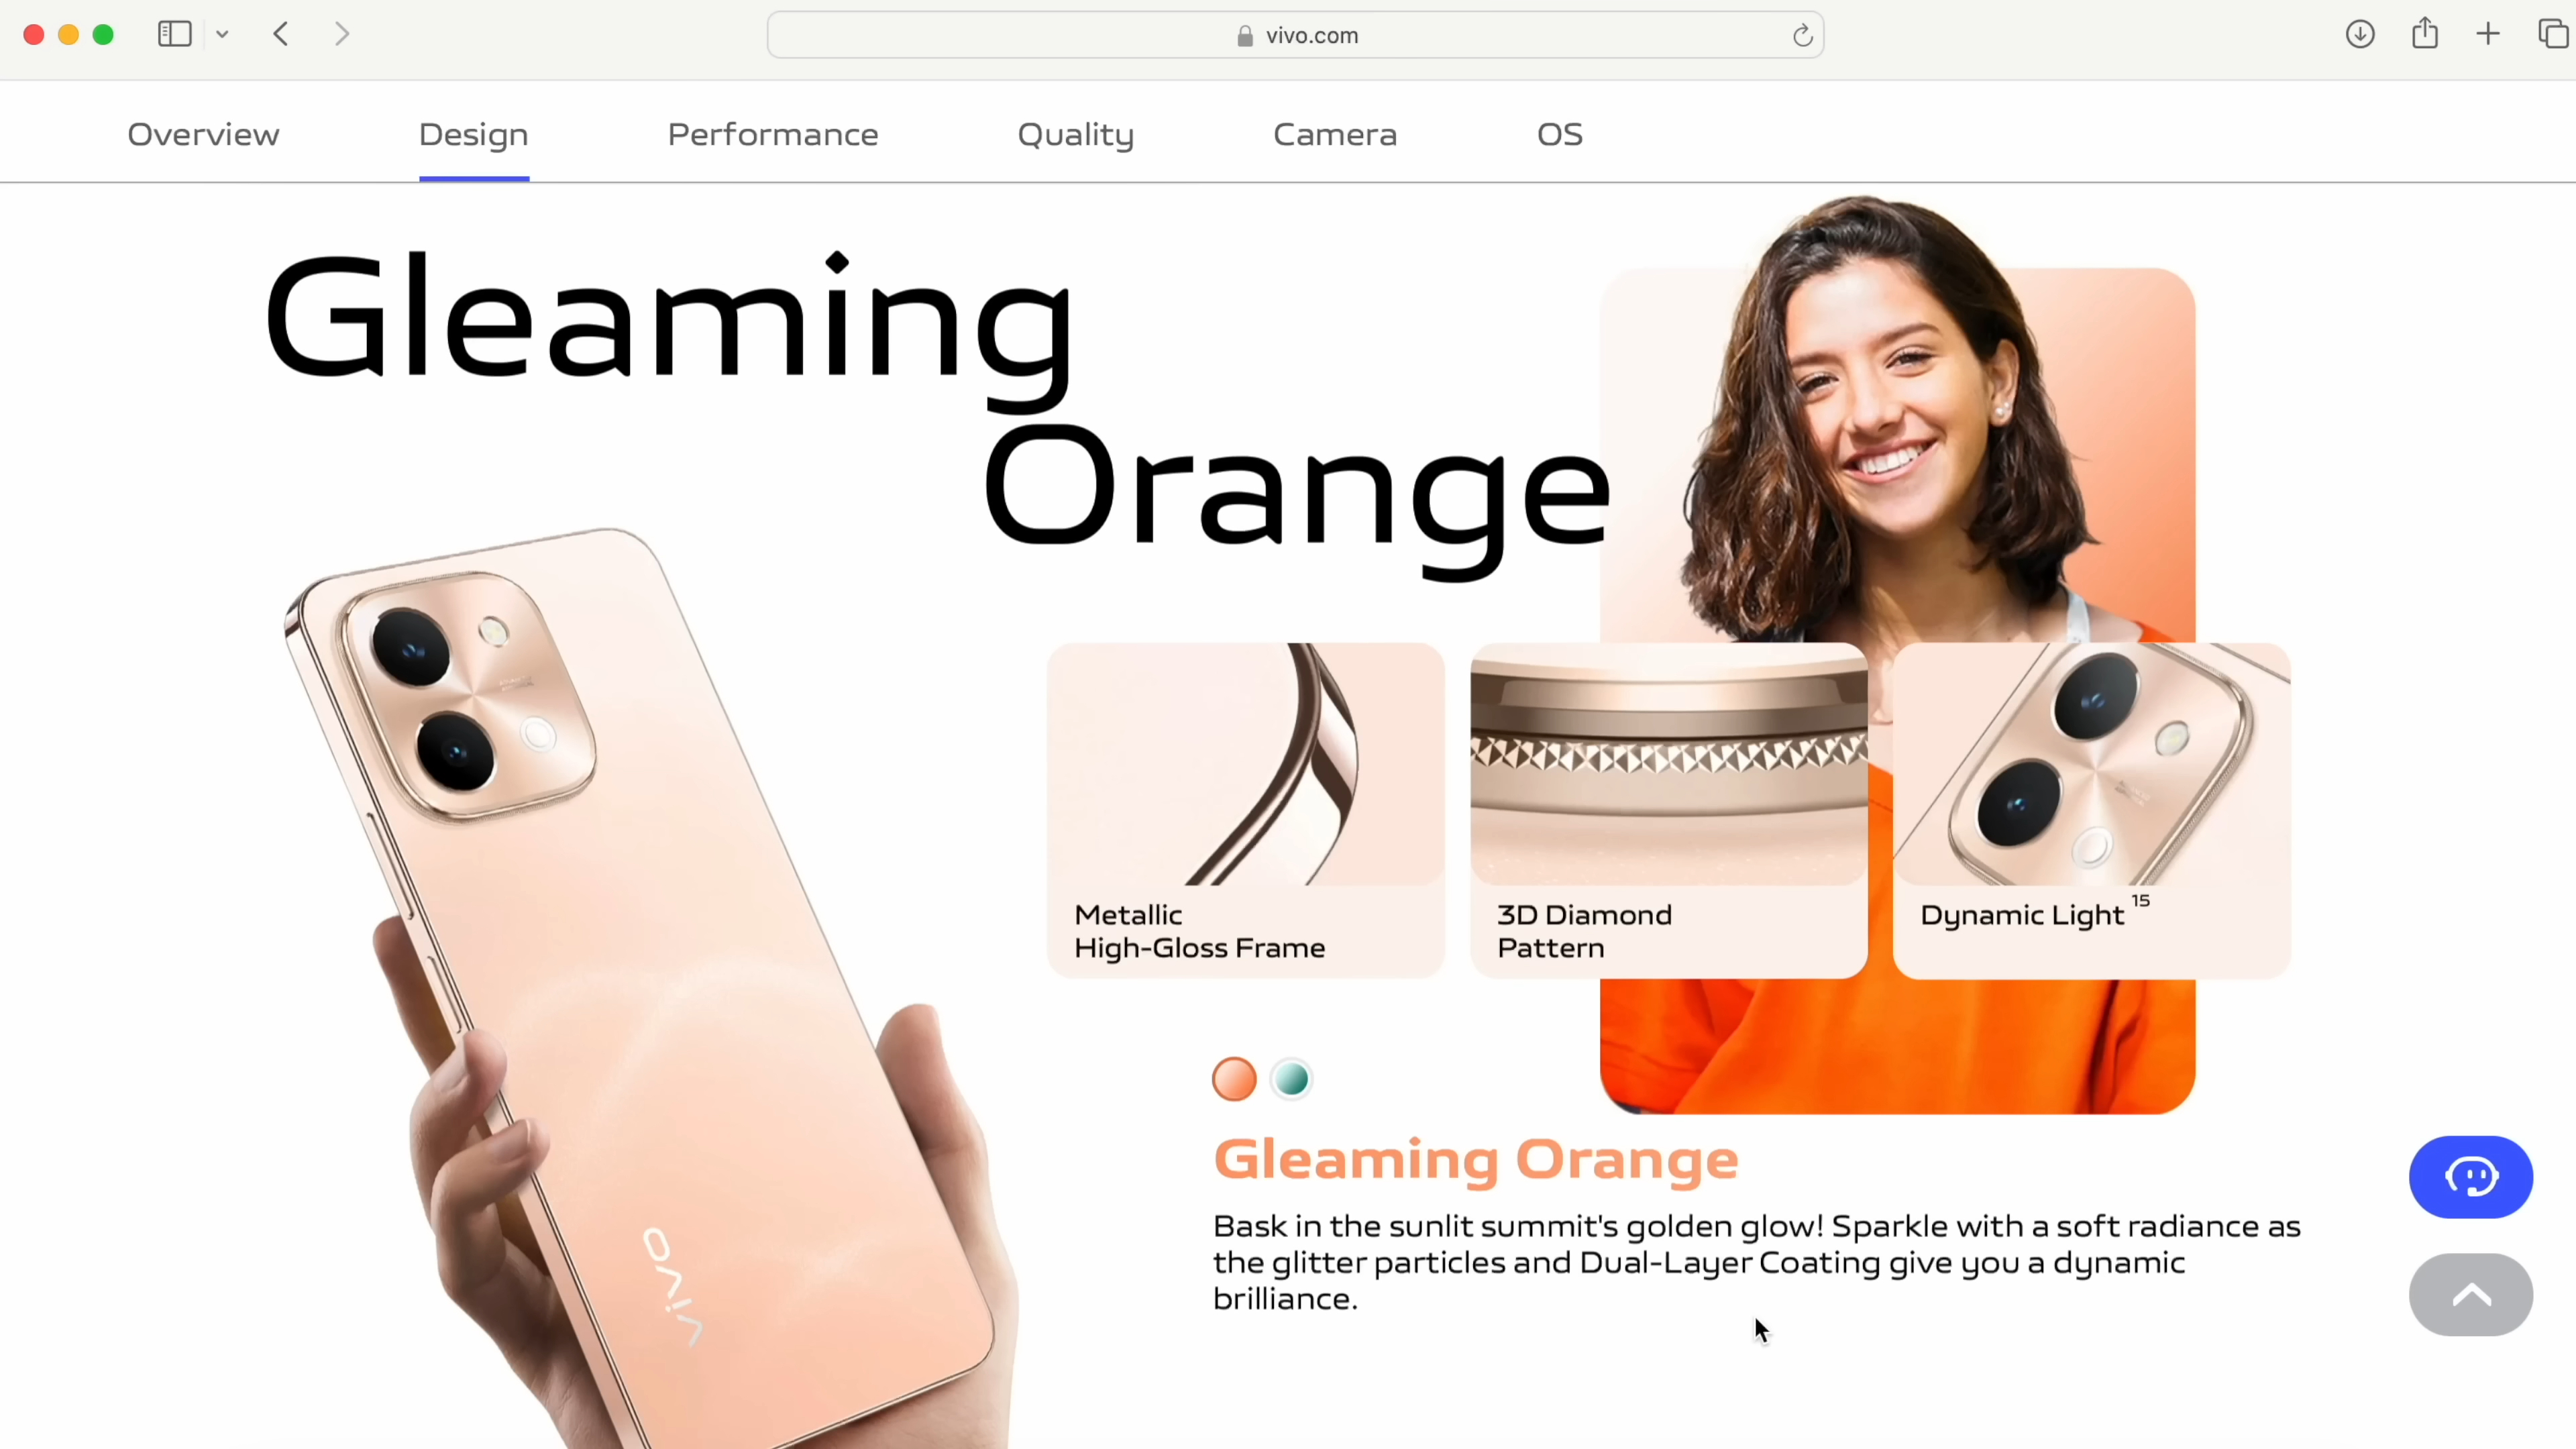 vivo.com
Overview
Design
Performance
Quality
Camera
OS
Gleaming
Orange
Metallic
High-Gloss Frame
3D Diamond
Pattern
Dynamic Light 15
vivo
Gleaming Orange
Bask in the sunlit summit's golden glow! Sparkle with a soft radiance as
the glitter particles and Dual-Layer Coating give you a dynamic
brilliance.